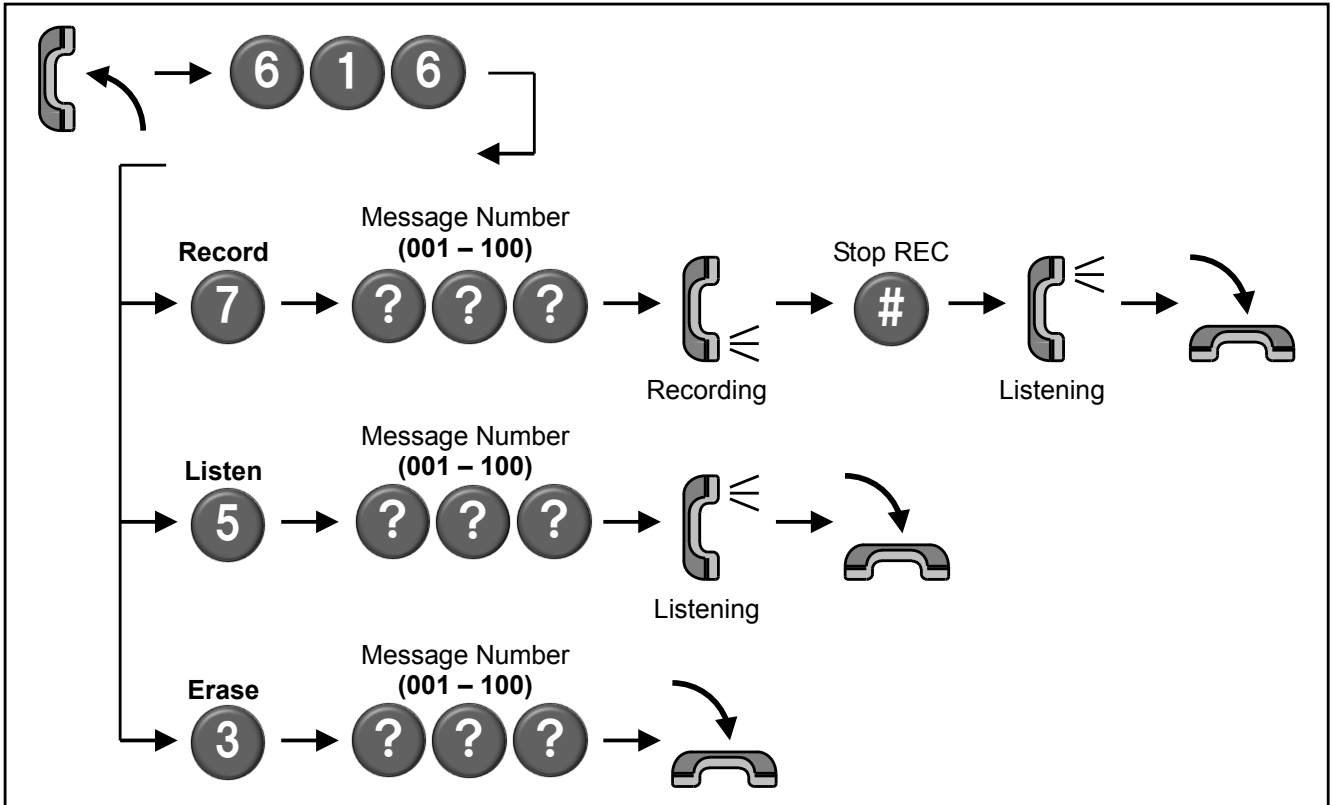 6 1 6
Message Number
(001 – 100)
Record
Stop REC
7 ? ? ? #
Recording
Listening
Message Number
(001 – 100)
Listen
5 ? ? ?
Listening
Message Number
(001 – 100)
Erase
3 ? ? ?